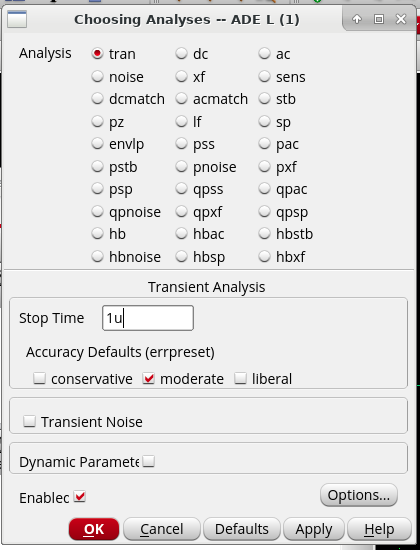 Choosing Analyses -- ADE L (1)
Analysis tran dc ac
noise xf sens
dcmatch acmatch stb
pz lf sp
envlp pss pac
pstb pnoise pxf
psp qpss qpac
qpnoise qpxf qpsp
hb hbac hbstb
hbnoise hbsp hbxf
Transient Analysis
Stop Time 1u
Accuracy Defaults (errpreset)
conservative moderate liberal
Transient Noise
Dynamic Paramete
Enablec
Options...
OK Cancel Defaults Apply Help